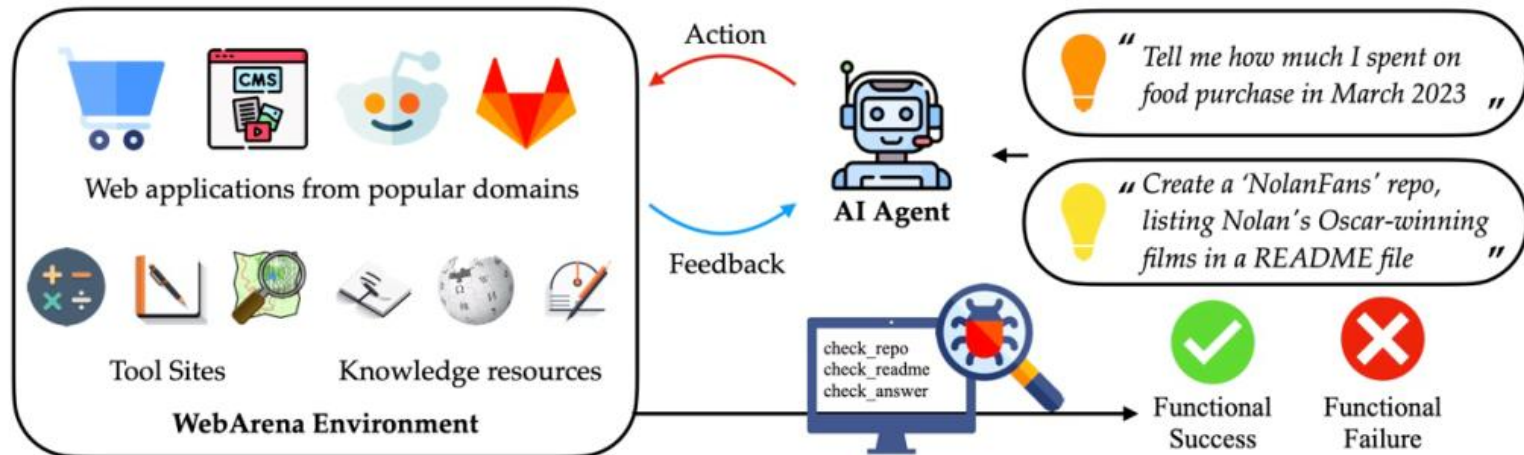 CMS
Web applications from popular domains
Tool Sites
Knowledge resources
WebArena Environment
Action
Feedback
AI Agent
“ Tell me how much I spent on
food purchase in March 2023 ”
“ Create a ‘NolanFans’ repo,
listing Nolan's Oscar-winning
films in a README file ”
check_repo
check_readme
check_answer
Functional
Success
Functional
Failure